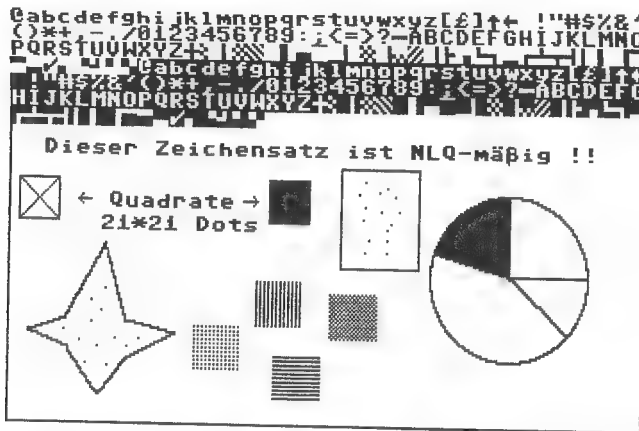 @abcdefghijklmnopqrstuvwxyz[£]↑← !"#$%&'
()*+,-./0123456789:;<=>?─ABCDEFGHIJKLMNO
PQRSTUVWXYZ
@abcdefghijklmnopqrstuvwxyz[£]↑←
!"#$%&'()*+,-./0123456789:;<=>?─ABCDEFG
HIJKLMNOPQRSTUVWXYZ
Dieser Zeichensatz ist NLQ-mäßig !!
← Quadrate →
21*21 Dots